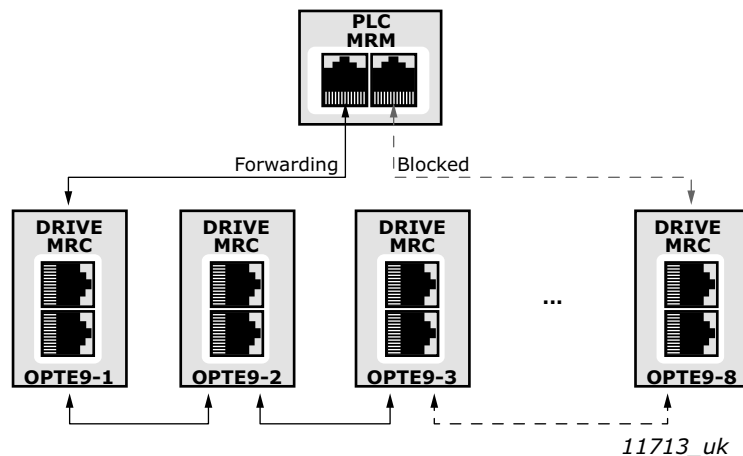 PLC
MRM
Forwarding
Blocked
DRIVE
MRC
OPTE9-1
DRIVE
MRC
OPTE9-2
DRIVE
MRC
OPTE9-3
...
DRIVE
MRC
OPTE9-8
11713_uk